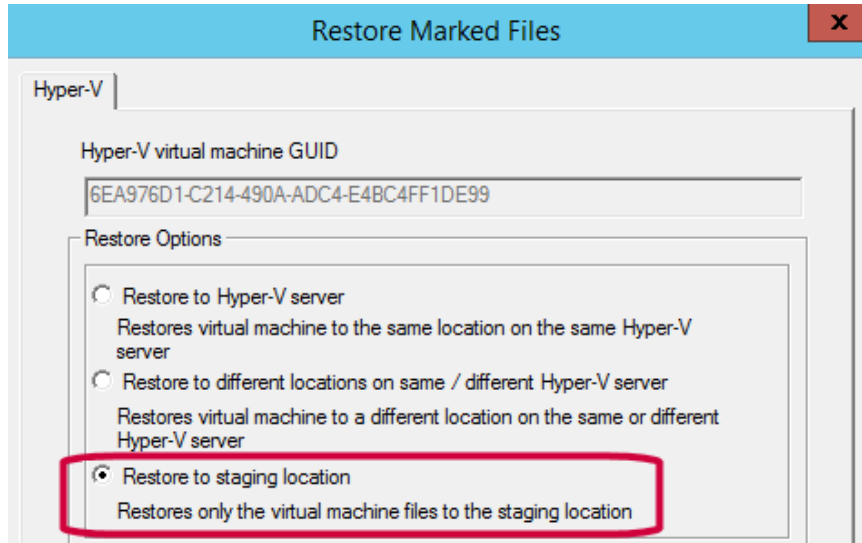 Restore Marked Files
x
Hyper-V
Hyper-V virtual machine GUID
6EA976D1-C214-490A-ADC4-E4BC4FF1DE99
Restore Options
Restore to Hyper-V server
Restores virtual machine to the same location on the same Hyper-V
server
Restore to different locations on same / different Hyper-V server
Restores virtual machine to a different location on the same or different
Hyper-V server
Restore to staging location
Restores only the virtual machine files to the staging location